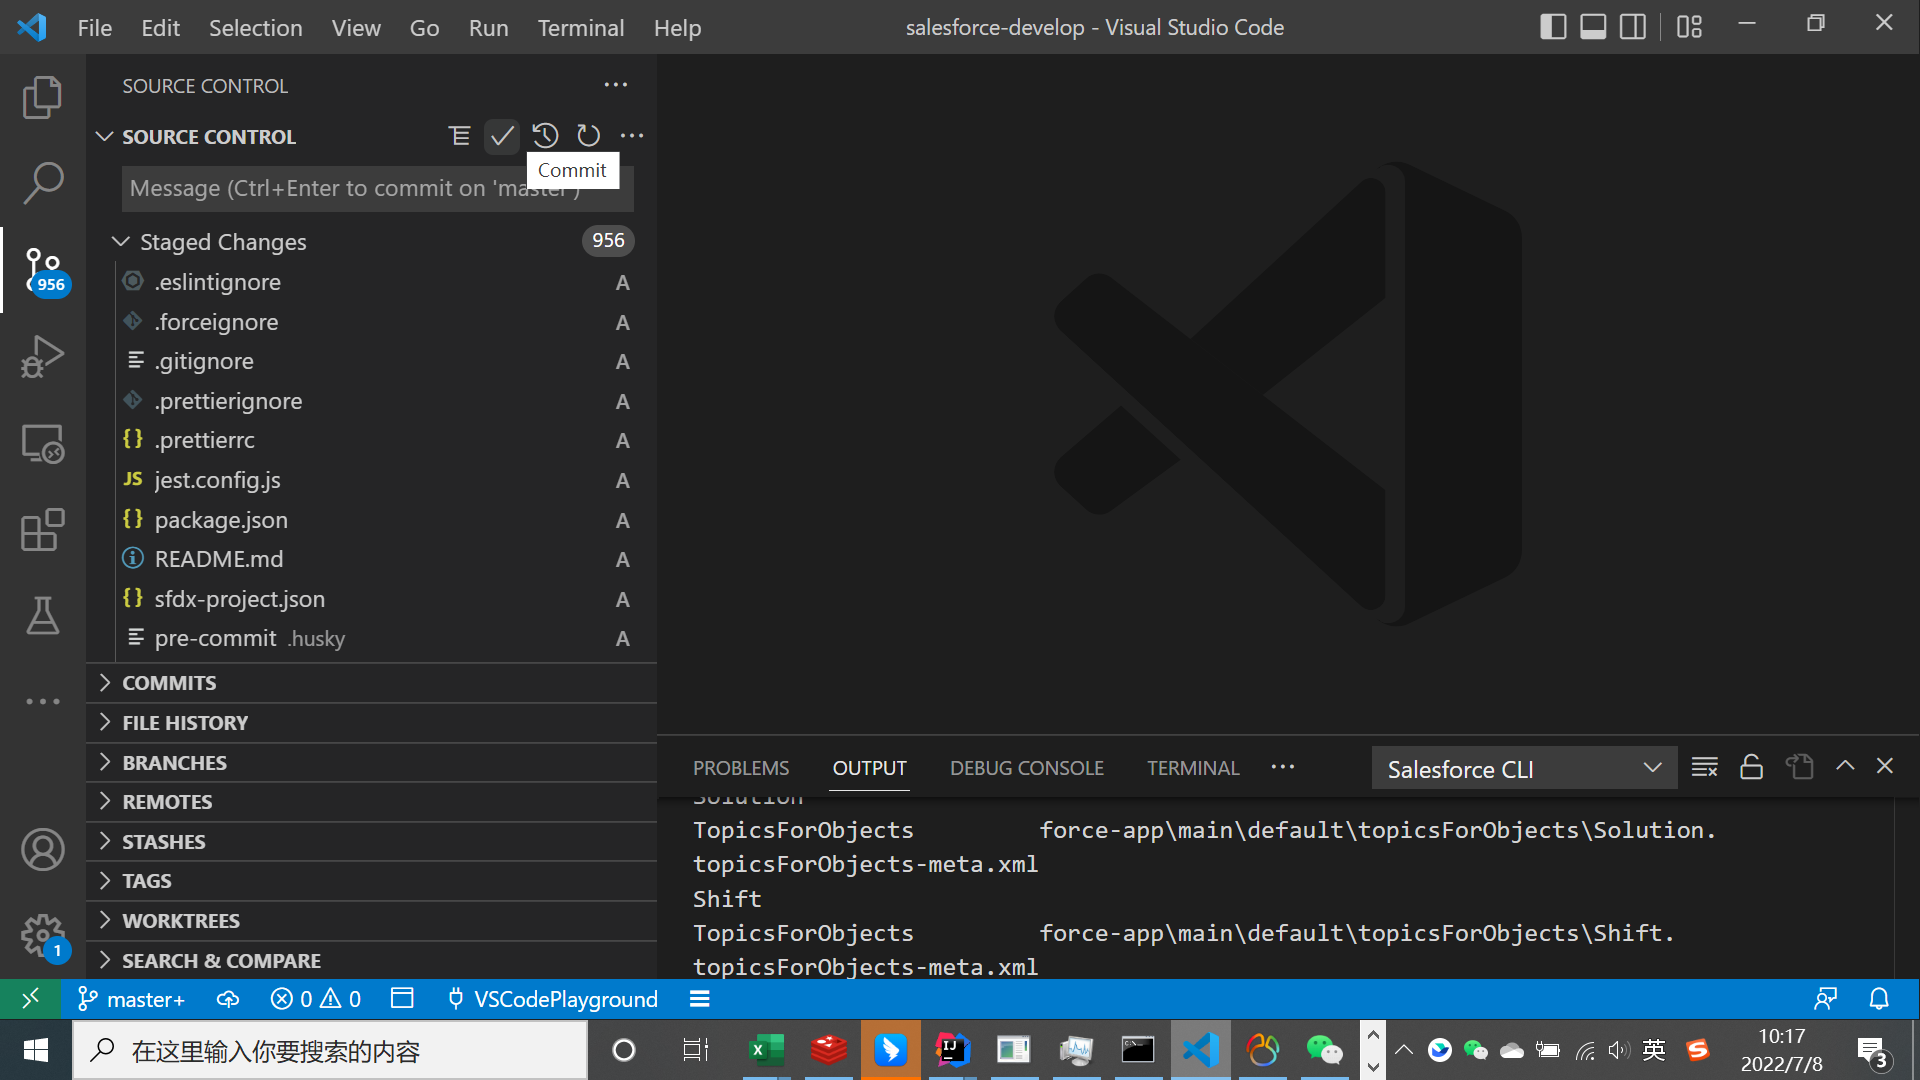 File Edit Selection View Go Run Terminal Help
salesforce-develop - Visual Studio Code
SOURCE CONTROL
SOURCE CONTROL
Commit
Message (Ctrl+Enter to commit on 'master')
Staged Changes 956
956
.eslintignore A
.forceignore A
.gitignore A
.prettierignore A
.prettierrc A
JS jest.config.js A
package.json A
README.md A
sfdx-project.json A
pre-commit .husky A
COMMITS
FILE HISTORY
BRANCHES
REMOTES
STASHES
TAGS
WORKTREES
SEARCH & COMPARE
1
PROBLEMS OUTPUT DEBUG CONSOLE TERMINAL
Salesforce CLI
Solution
TopicsForObjects force-app\main\default\topicsForObjects\Solution.
topicsForObjects-meta.xml
Shift
TopicsForObjects force-app\main\default\topicsForObjects\Shift.
topicsForObjects-meta.xml
master+ 0 0 VSCodePlayground
在这里输入你要搜索的内容
英
10:17
2022/7/8
3